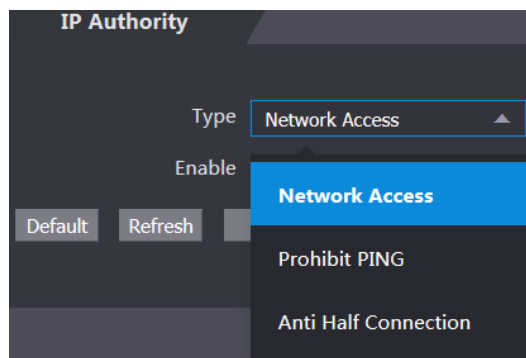 IP Authority
Type Network Access
Enable
Network Access
Default Refresh
Prohibit PING
Anti Half Connection